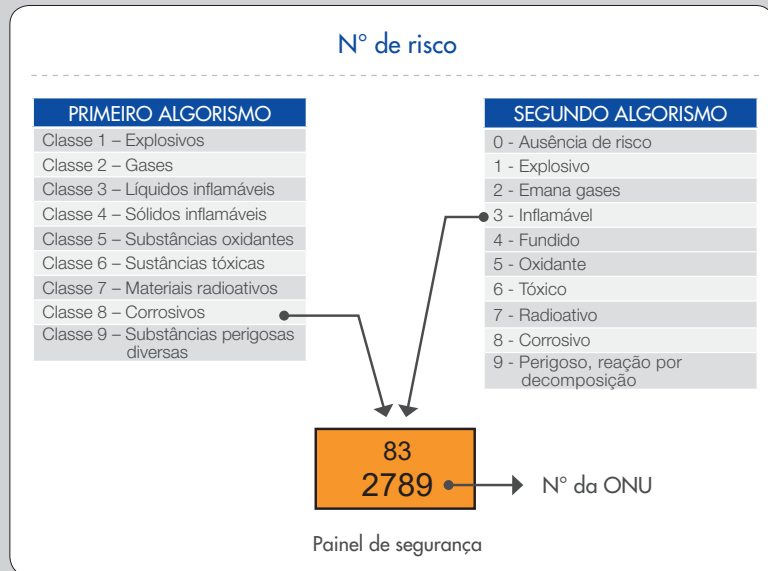 N° de risco
PRIMEIRO ALGORISMO
Classe 1 – Explosivos
Classe 2 – Gases
Classe 3 – Líquidos inflamáveis
Classe 4 – Sólidos inflamáveis
Classe 5 – Substâncias oxidantes
Classe 6 – Sustâncias tóxicas
Classe 7 – Materiais radioativos
Classe 8 – Corrosivos
Classe 9 – Substâncias perigosas
diversas
SEGUNDO ALGORISMO
0 - Ausência de risco
1 - Explosivo
2 - Emana gases
3 - Inflamável
4 - Fundido
5 - Oxidante
6 - Tóxico
7 - Radioativo
8 - Corrosivo
9 - Perigoso, reação por
decomposição
83
2789
N° da ONU
Painel de segurança